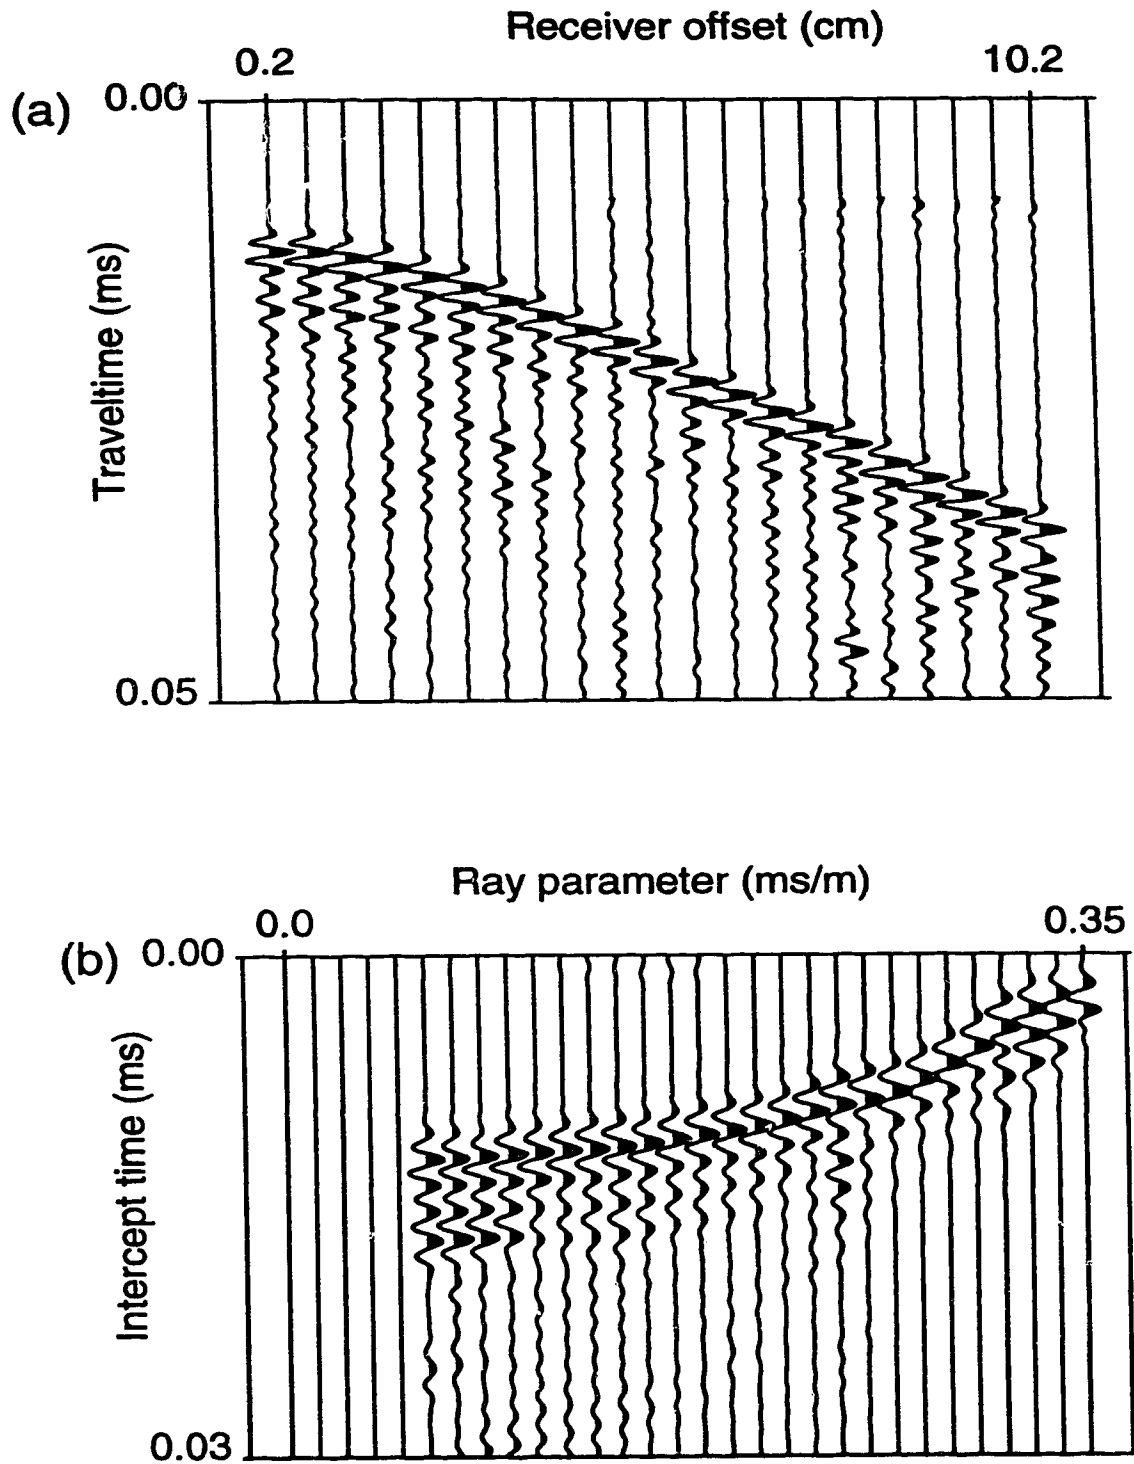 Receiver offset (cm)
0.2 10.2
(a) 0.00
Traveltime (ms)
0.05
Ray parameter (ms/m)
0.0 0.35
(b) 0.00
Intercept time (ms)
0.03